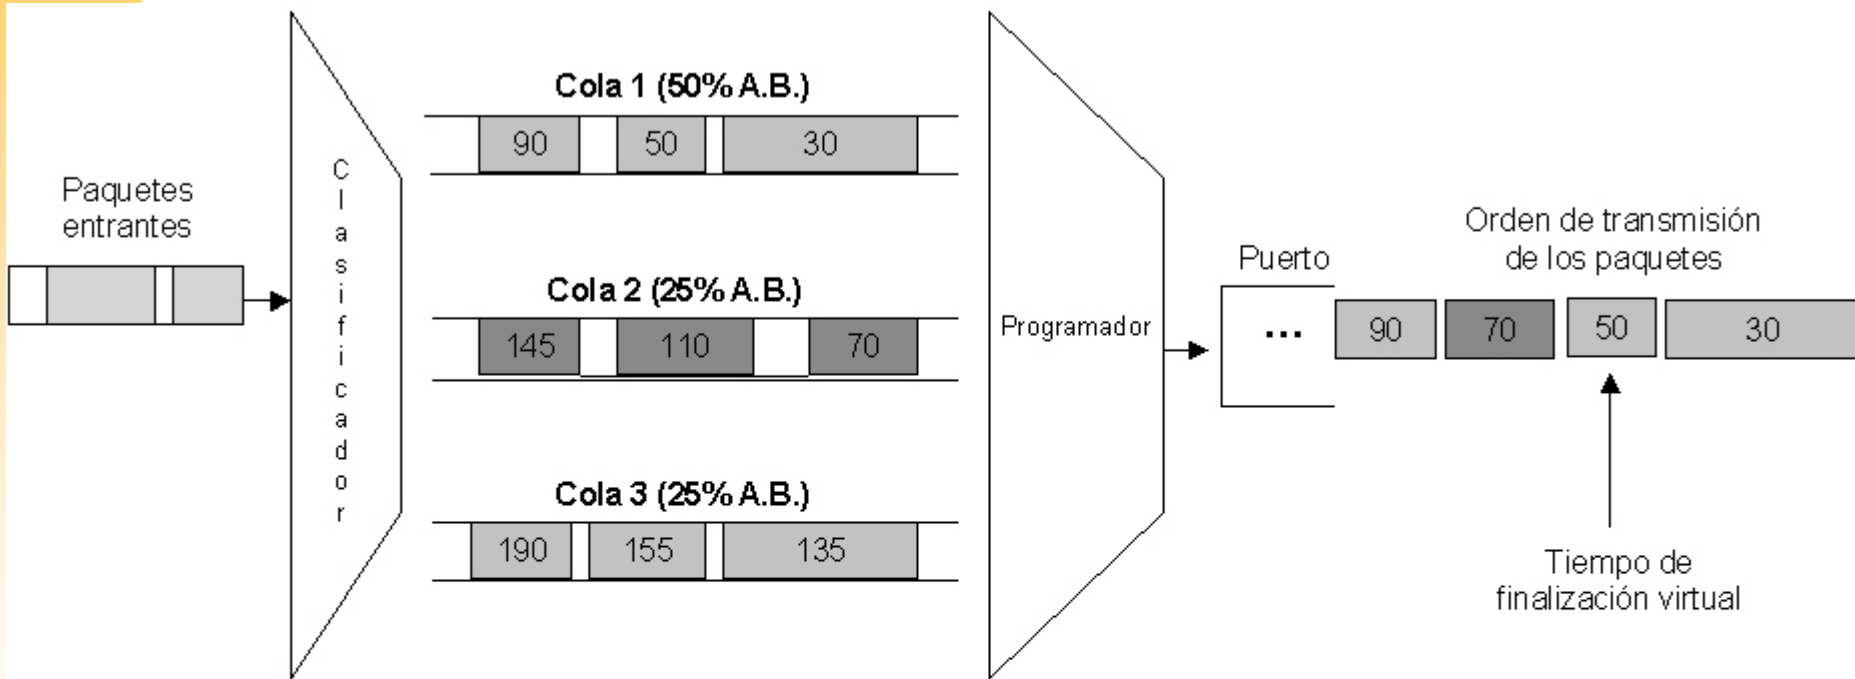 Paquetes
entrantes
Clasificador
Cola 1 (50% A.B.)
90 50 30
Cola 2 (25% A.B.)
145 110 70
Cola 3 (25% A.B.)
190 155 135
Programador
Puerto
...
Orden de transmisión
de los paquetes
90 70 50 30
Tiempo de
finalización virtual